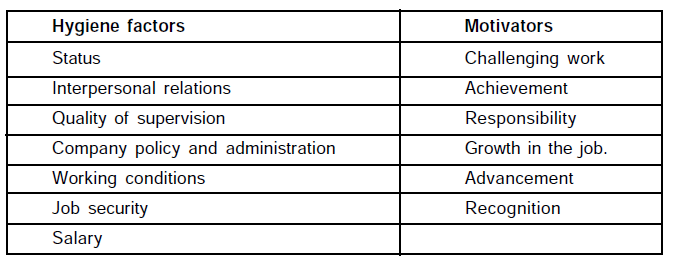 Hygiene factors Motivators
Status Challenging work
Interpersonal relations Achievement
Quality of supervision Responsibility
Company policy and administration Growth in the job.
Working conditions Advancement
Job security Recognition
Salary